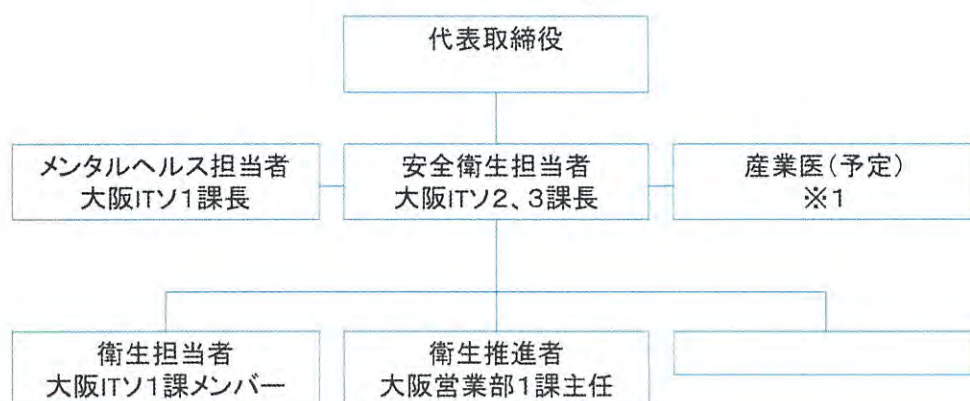 代表取締役
メンタルヘルス担当者
大阪ITソ1課長
安全衛生担当者
大阪ITソ2、3課長
産業医(予定)
※1
衛生担当者
大阪ITソ1課メンバー
衛生推進者
大阪営業部1課主任